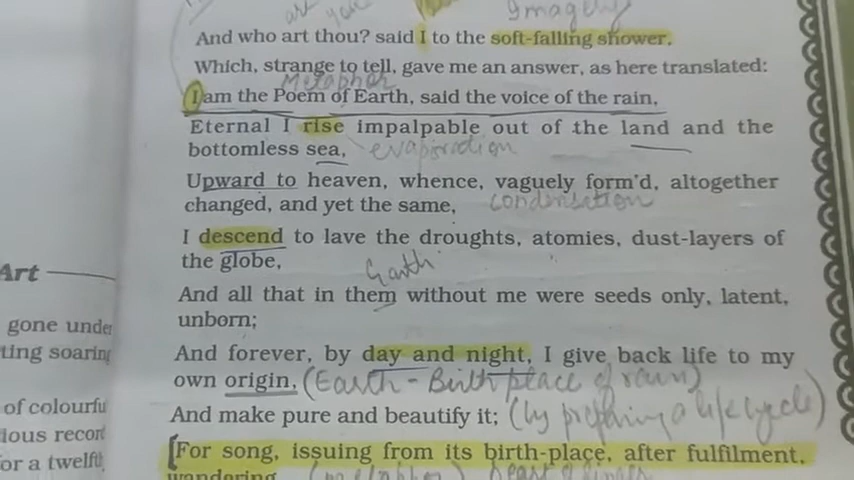 art you
Imagery
And who art thou? said I to the soft-falling shower,
Which, strange to tell, gave me an answer, as here translated:
Metaphor
I am the Poem of Earth, said the voice of the rain,
Eternal I rise impalpable out of the land and the
bottomless sea,
evaporation
Upward to heaven, whence, vaguely form'd, altogether
changed, and yet the same,
condensation
I descend to lave the droughts, atomies, dust-layers of
the globe,
Earth
And all that in them without me were seeds only, latent,
unborn;
And forever, by day and night, I give back life to my
own origin,
(Earth - Birth place of rain)
And make pure and beautify it;
(by preparing a life cycle)
[For song, issuing from its birth-place, after fulfilment,
wandering
Art
gone under
ting soaring
of colourfu
ious record
or a twelfth